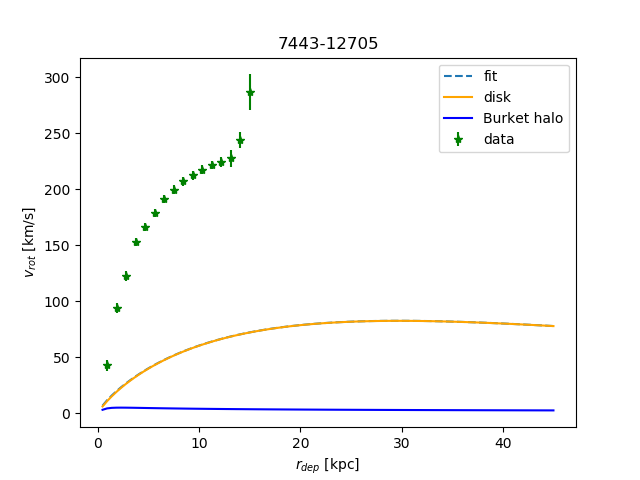 7443-12705
300
250
200
150
100
50
0
v_rot [km/s]
fit
disk
Burket halo
data
0 10 20 30 40
r_dep [kpc]